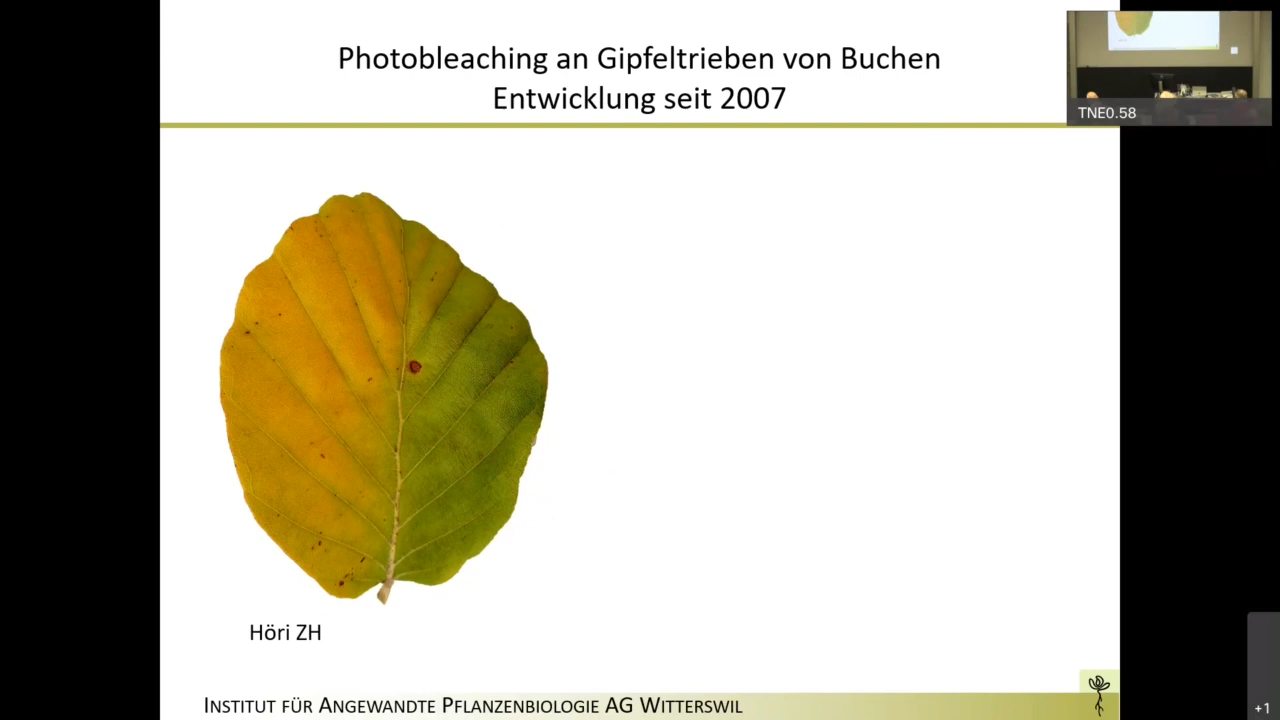 Photobleaching an Gipfeltrieben von Buchen
Entwicklung seit 2007
TNE0.58
Höri ZH
INSTITUT FÜR ANGEWANDTE PFLANZENBIOLOGIE AG WITTERSWIL
+1